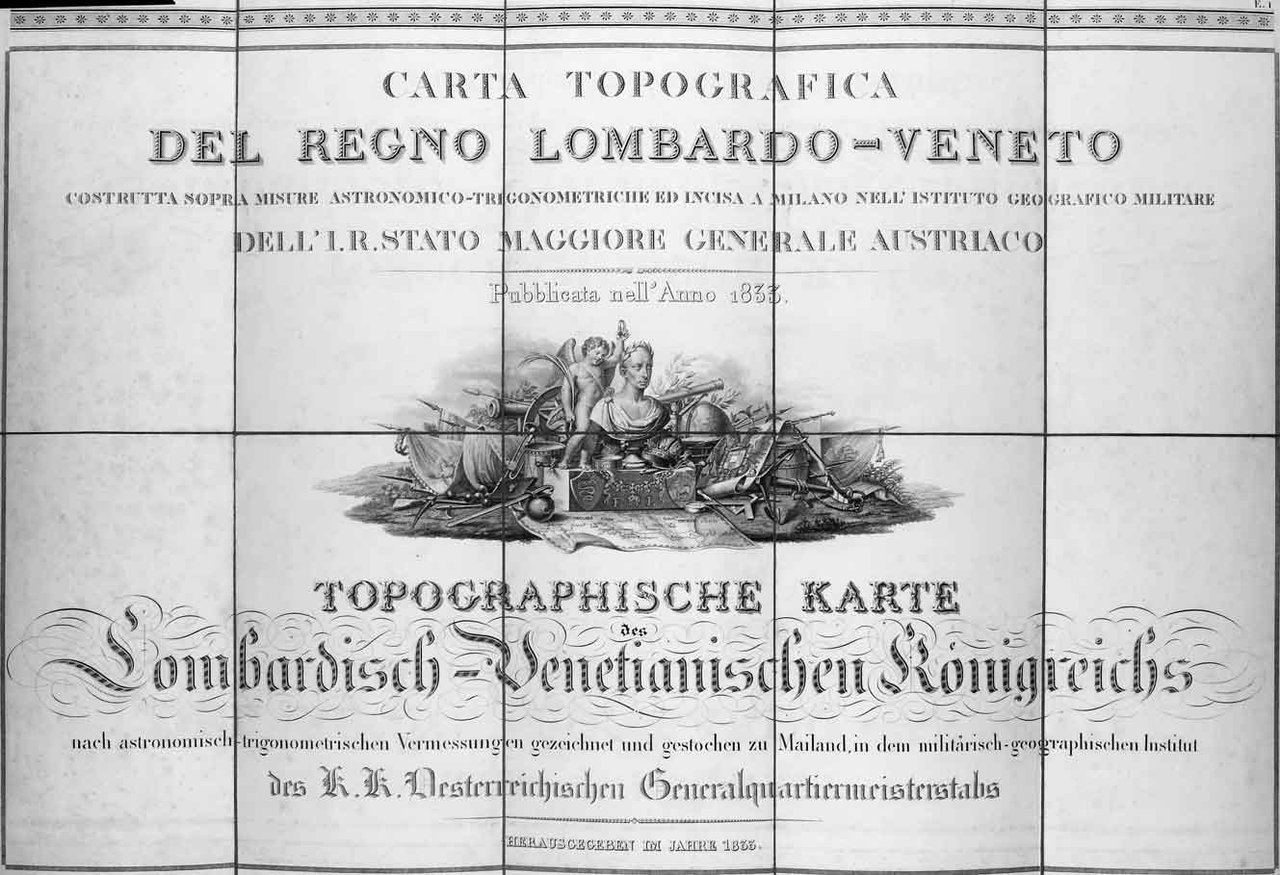 E. 1
CARTA TOPOGRAFICA
DEL REGNO LOMBARDO-VENETO
COSTRUTTA SOPRA MISURE ASTRONOMICO-TRIGONOMETRICHE ED INCISA A MILANO NELL' ISTITUTO GEOGRAFICO MILITARE
DELL' I. R. STATO MAGGIORE GENERALE AUSTRIACO
Pubblicata nell'Anno 1833.
TOPOGRAPHISCHE KARTE
des
Lombardisch-Venetianischen Königreichs
nach astronomisch-trigonometrischen Vermessungen gezeichnet und gestochen zu Mailand, in dem militärisch-geographischen Institut
des K. K. Oesterreichischen Generalquartiermeisterstabs
HERAUSGEGEBEN IM JAHRE 1833.